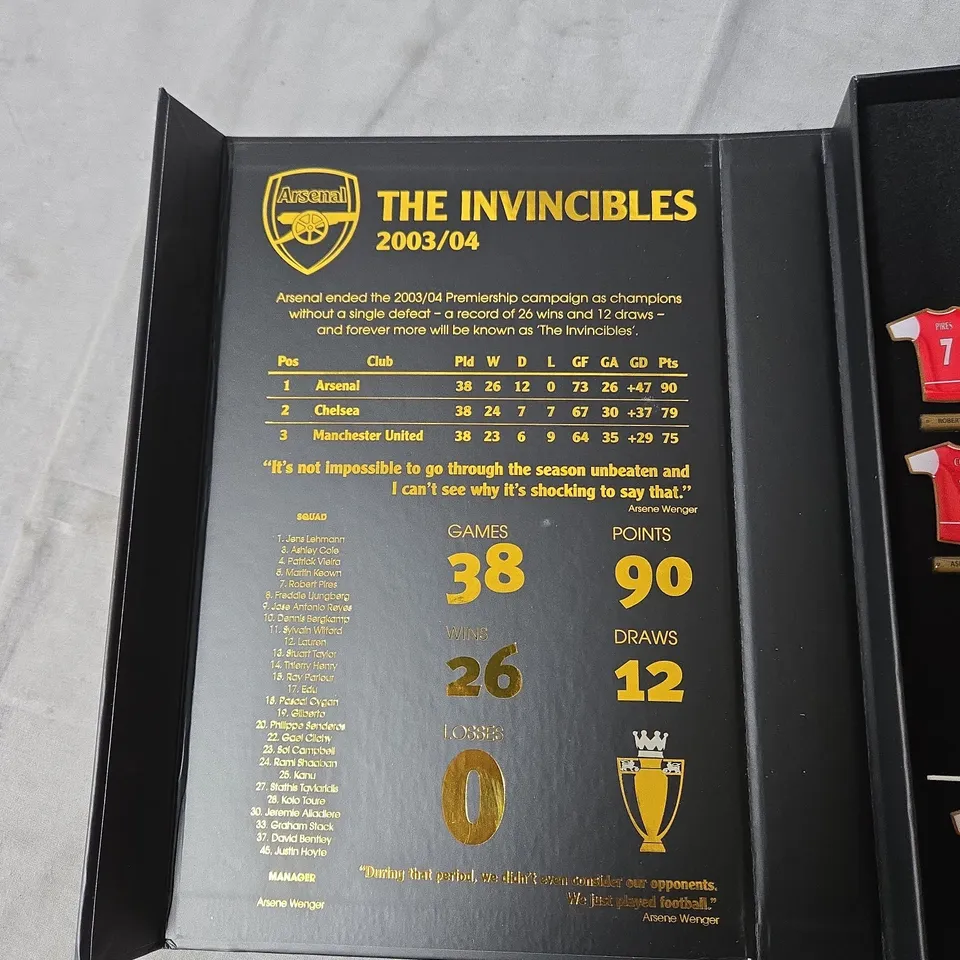 Arsenal
THE INVINCIBLES
2003/04
Arsenal ended the 2003/04 Premiership campaign as champions
without a single defeat – a record of 26 wins and 12 draws –
and forever more will be known as 'The Invincibles'.
Pos Club Pld W D L GF GA GD Pts
1 Arsenal 38 26 12 0 73 26 +47 90
2 Chelsea 38 24 7 7 67 30 +37 79
3 Manchester United 38 23 6 9 64 35 +29 75
"It's not impossible to go through the season unbeaten and
I can't see why it's shocking to say that."
Arsene Wenger
SQUAD
1. Jens Lehmann
3. Ashley Cole
4. Patrick Vieira
5. Martin Keown
7. Robert Pires
8. Freddie Ljungberg
9. Jose Antonio Reyes
10. Dennis Bergkamp
11. Sylvain Wiltord
12. Lauren
13. Stuart Taylor
14. Thierry Henry
15. Ray Parlour
17. Edu
18. Pascal Cygan
19. Gilberto
20. Philippe Senderos
22. Gael Clichy
23. Sol Campbell
24. Rami Shaaban
25. Kanu
27. Stathis Tavlaridis
28. Kolo Toure
30. Jeremie Aliadiere
33. Graham Stack
37. David Bentley
45. Justin Hoyte
MANAGER
Arsene Wenger
GAMES
38
POINTS
90
WINS
26
DRAWS
12
LOSSES
0
"During that period, we didn't even consider our opponents.
We just played football."
Arsene Wenger
PIRES
7
ROBERT